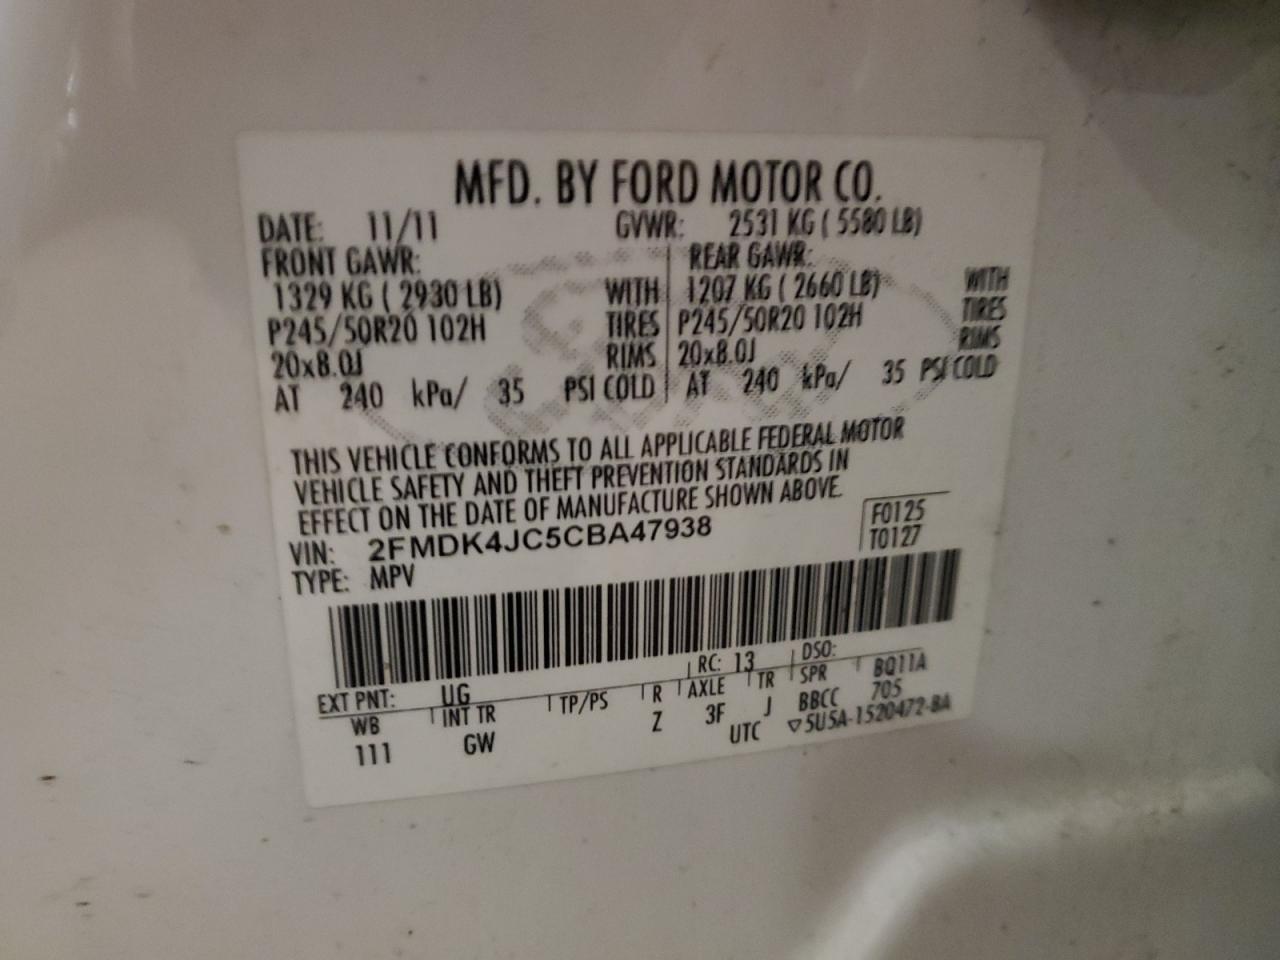 MFD. BY FORD MOTOR CO.
DATE: 11/11 GVWR: 2531 KG ( 5580 LB)
FRONT GAWR: REAR GAWR:
1329 KG ( 2930 LB) WITH 1207 KG ( 2660 LB) WITH
P245/50R20 102H TIRES P245/50R20 102H TIRES
20x8.0J RIMS 20x8.0J RIMS
AT 240 kPa/ 35 PSI COLD AT 240 kPa/ 35 PSI COLD
THIS VEHICLE CONFORMS TO ALL APPLICABLE FEDERAL MOTOR
VEHICLE SAFETY AND THEFT PREVENTION STANDARDS IN
EFFECT ON THE DATE OF MANUFACTURE SHOWN ABOVE.
VIN: 2FMDK4JC5CBA47938 F0125
TYPE: MPV T0127
EXT PNT: UG RC: 13 DSO:
WB INT TR TP/PS R AXLE TR SPR BQ11A
111 GW Z 3F J BBCC 705
UTC ▽5U5A-1520472-BA